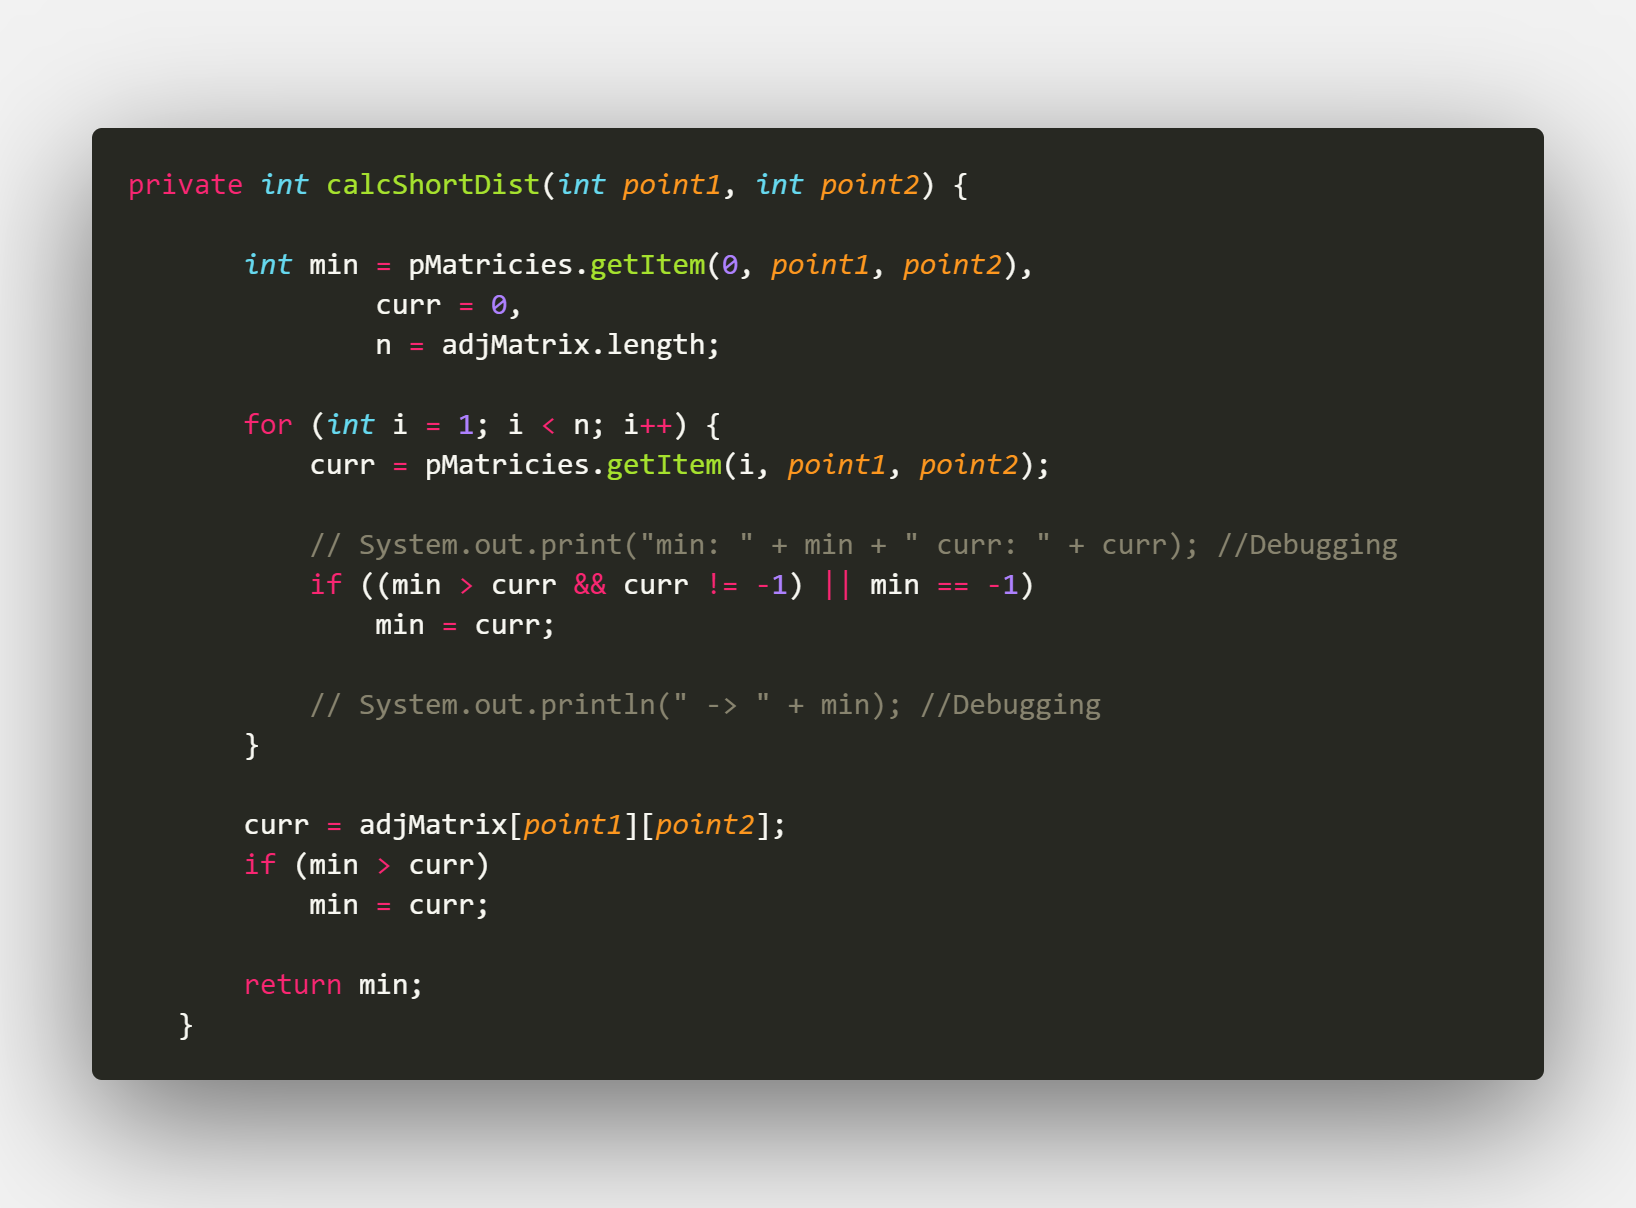 private int calcShortDist(int point1, int point2) {
int min = pMatricies.getItem(0, point1, point2),
curr = 0,
n = adjMatrix.length;
for (int i = 1; i < n; i++) {
curr = pMatricies.getItem(i, point1, point2);
// System.out.print("min: " + min + " curr: " + curr); //Debugging
if ((min > curr && curr != -1) || min == -1)
min = curr;
// System.out.println(" -> " + min); //Debugging
}
curr = adjMatrix[point1][point2];
if (min > curr)
min = curr;
return min;
}